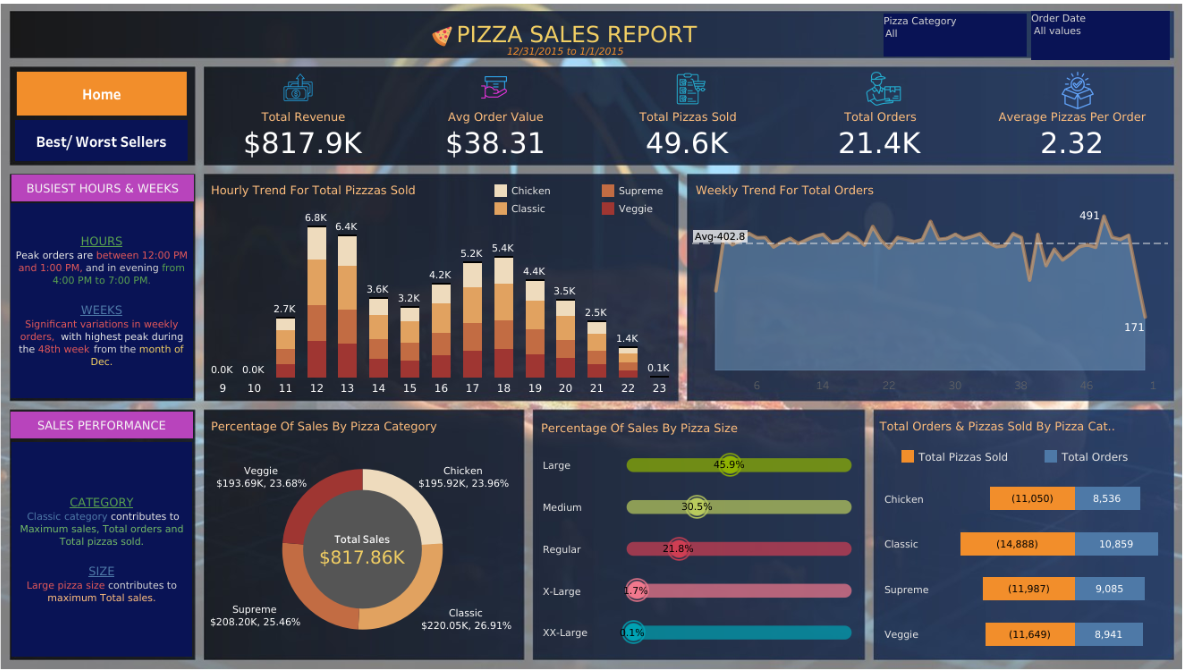 PIZZA SALES REPORT
12/31/2015 to 1/1/2015
Pizza Category
All
Order Date
All values
Home
Best/ Worst Sellers
Total Revenue
$817.9K
Avg Order Value
$38.31
Total Pizzas Sold
49.6K
Total Orders
21.4K
Average Pizzas Per Order
2.32
BUSIEST HOURS & WEEKS
HOURS
Peak orders are between 12:00 PM
and 1:00 PM, and in evening from
4:00 PM to 7:00 PM.
WEEKS
Significant variations in weekly
orders, with highest peak during
the 48th week from the month of
Dec.
Hourly Trend For Total Pizzzas Sold
Chicken
Supreme
Classic
Veggie
0.0K 0.0K 2.7K 6.8K 6.4K 3.6K 3.2K 4.2K 5.2K 5.4K 4.4K 3.5K 2.5K 1.4K 0.1K
9 10 11 12 13 14 15 16 17 18 19 20 21 22 23
Weekly Trend For Total Orders
491
Avg-402.8
171
6 14 22 30 38 46 1
SALES PERFORMANCE
CATEGORY
Classic category contributes to
Maximum sales, Total orders and
Total pizzas sold.
SIZE
Large pizza size contributes to
maximum Total sales.
Percentage Of Sales By Pizza Category
Veggie
$193.69K, 23.68%
Chicken
$195.92K, 23.96%
Total Sales
$817.86K
Supreme
$208.20K, 25.46%
Classic
$220.05K, 26.91%
Percentage Of Sales By Pizza Size
Large 45.9%
Medium 30.5%
Regular 21.8%
X-Large 1.7%
XX-Large 0.1%
Total Orders & Pizzas Sold By Pizza Cat..
Total Pizzas Sold
Total Orders
Chicken (11,050) 8,536
Classic (14,888) 10,859
Supreme (11,987) 9,085
Veggie (11,649) 8,941